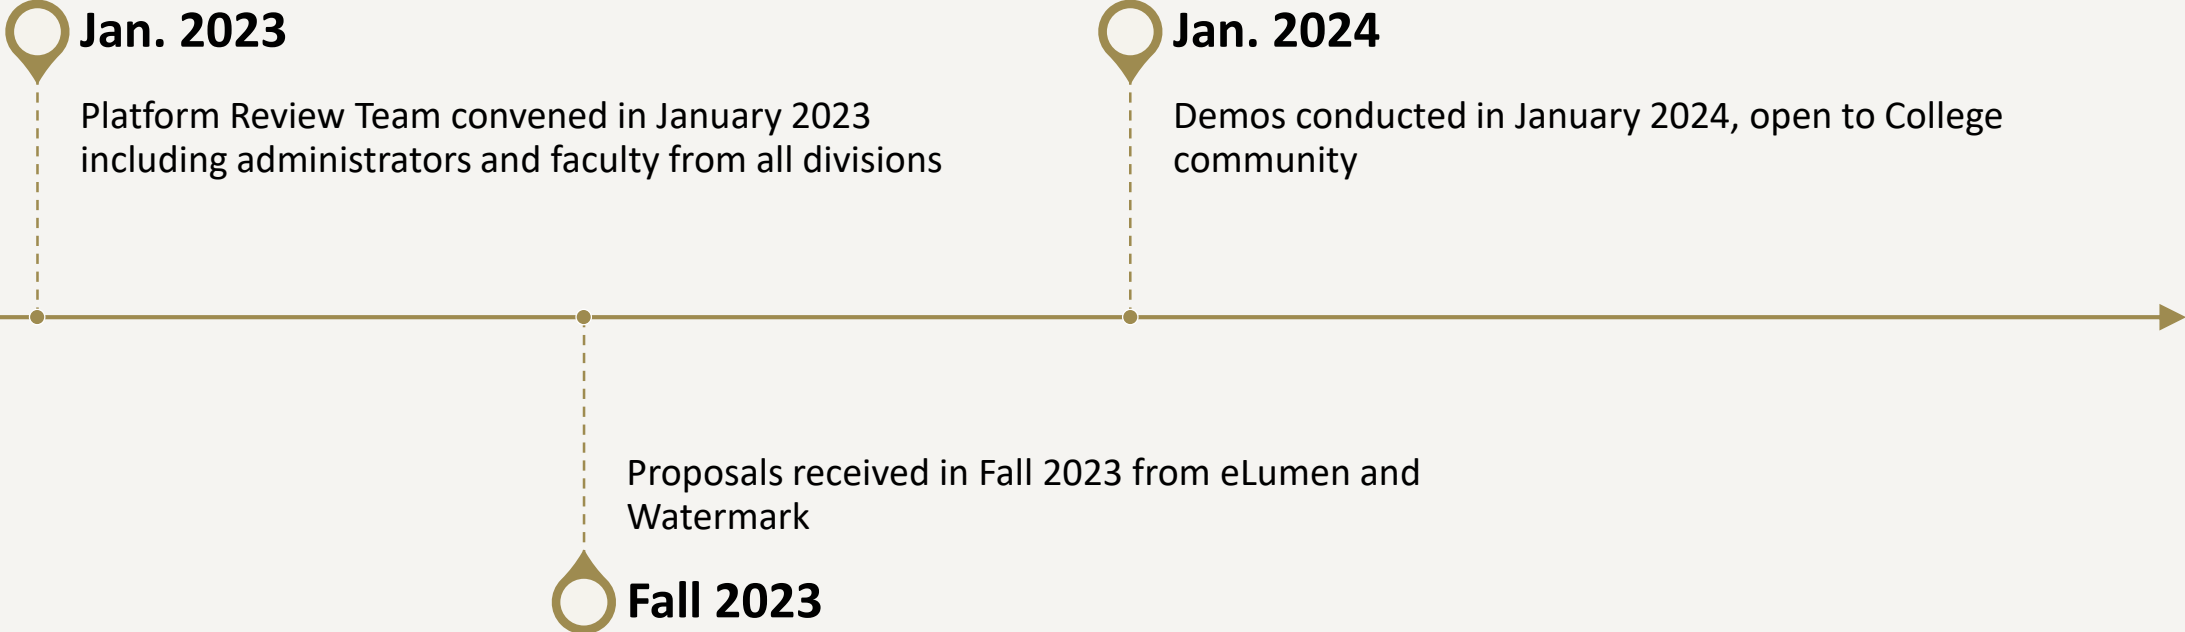 Jan. 2023
Platform Review Team convened in January 2023
including administrators and faculty from all divisions
Jan. 2024
Demos conducted in January 2024, open to College
community
Proposals received in Fall 2023 from eLumen and
Watermark
Fall 2023